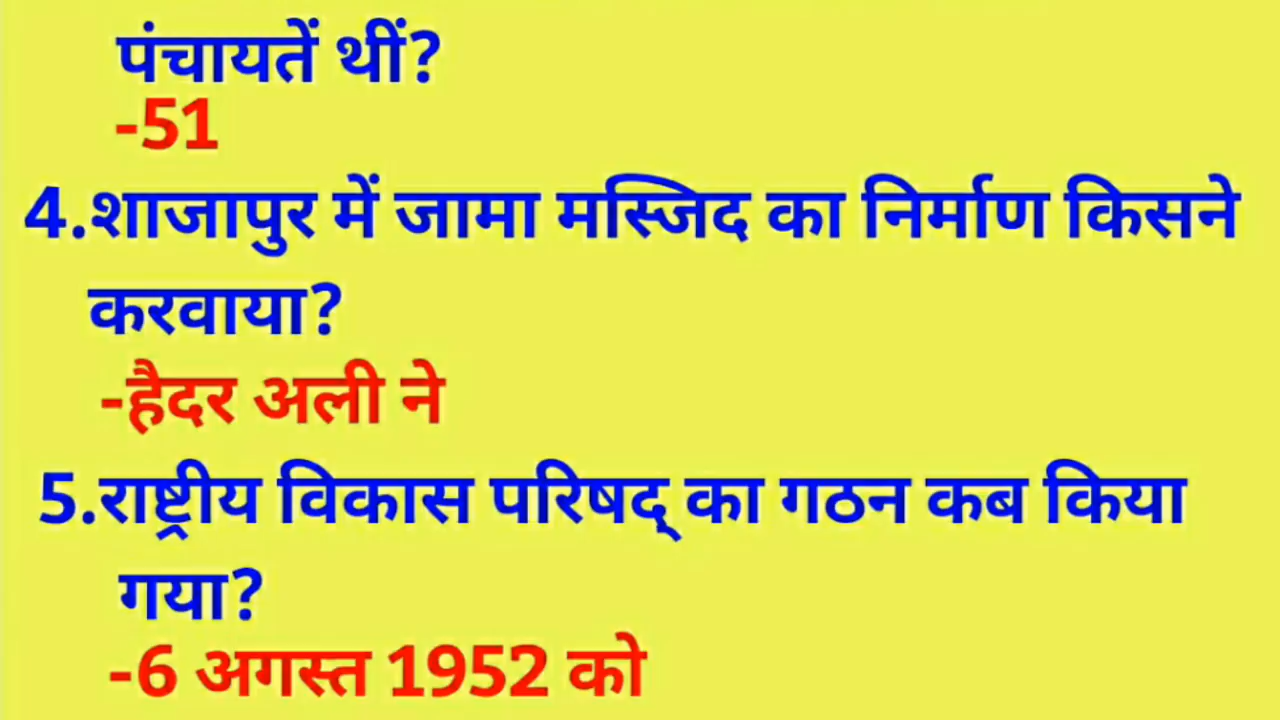 पंचायतें थीं?
-51
4.शाजापुर में जामा मस्जिद का निर्माण किसने
करवाया?
-हैदर अली ने
5.राष्ट्रीय विकास परिषद् का गठन कब किया
गया?
-6 अगस्त 1952 को